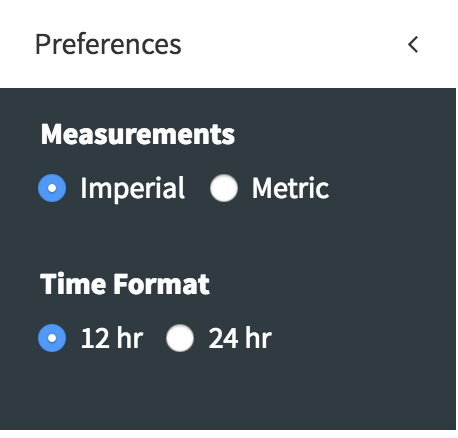 Preferences
Measurements
Imperial Metric
Time Format
12 hr 24 hr